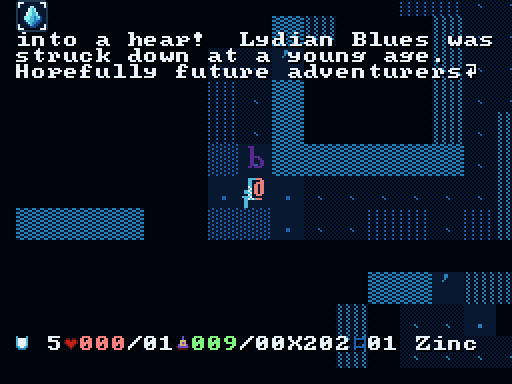 into a hear! Lydian Blues was
struck down at a young age.
Horefully future adventurers
b
@
5 000/01 009/00X202 01 Zinc